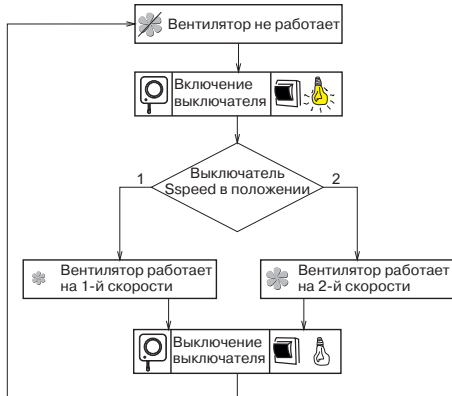 Вентилятор не работает
Включение
выключателя
Выключатель
Sspeed в положении
1
2
Вентилятор работает
на 1-й скорости
Вентилятор работает
на 2-й скорости
Выключение
выключателя